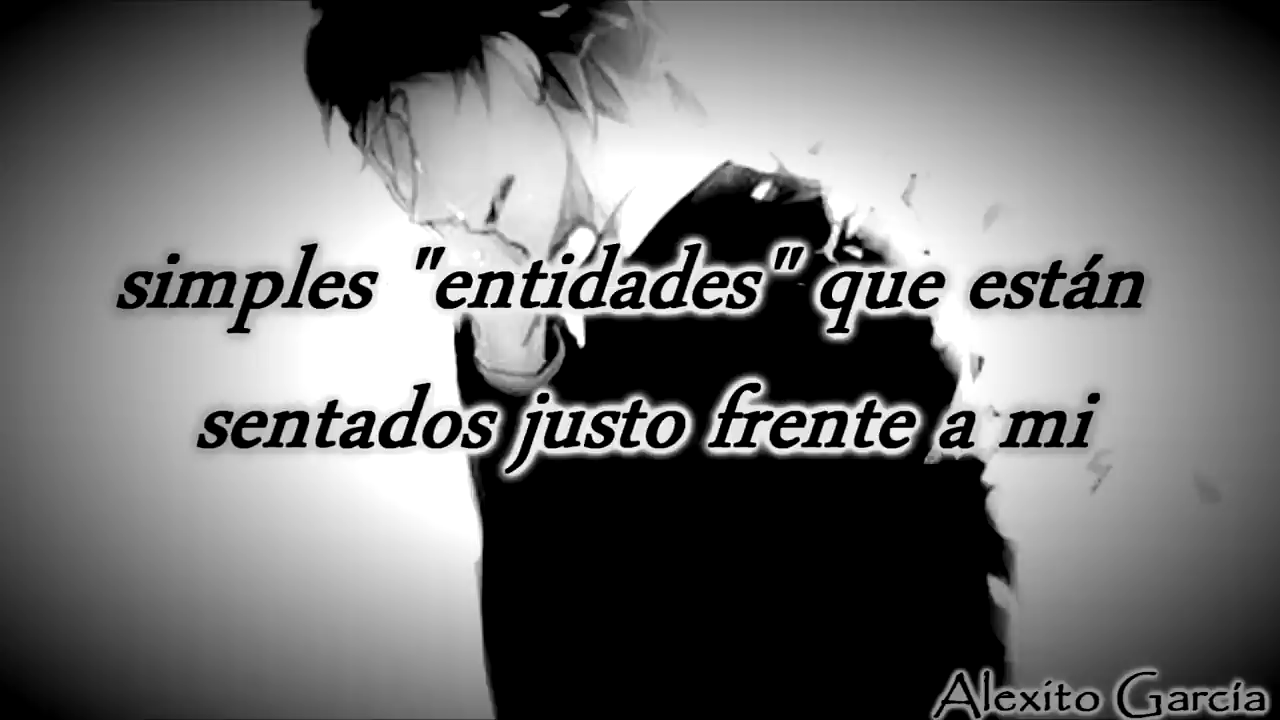 simples "entidades" que están
sentados justo frente a mi
Alexito García